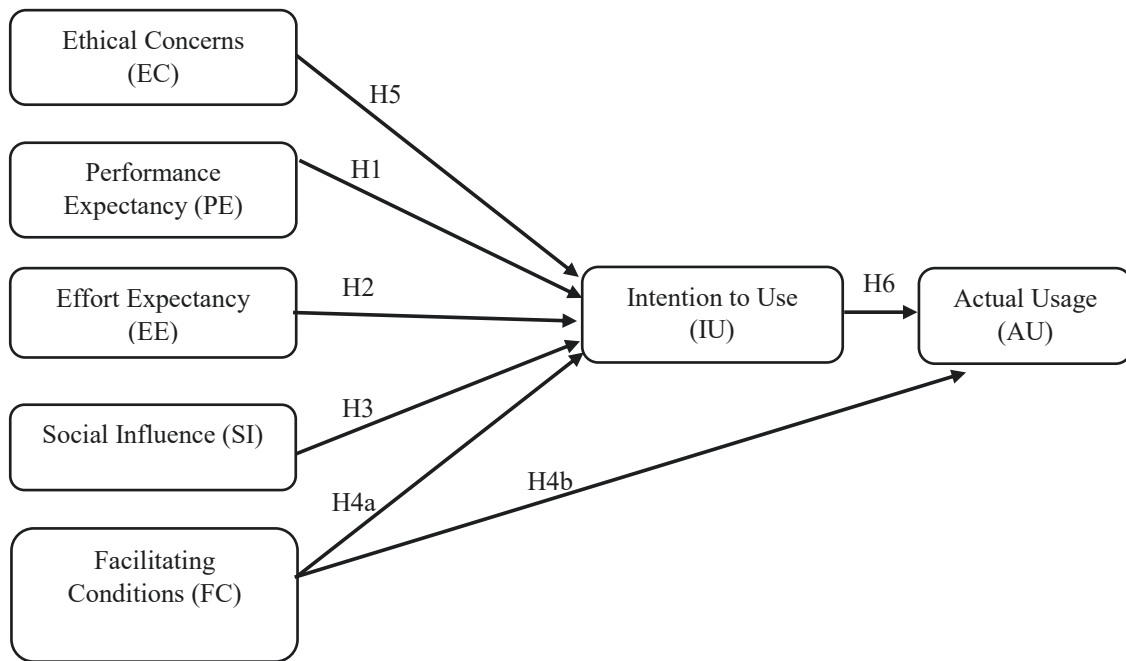 Ethical Concerns
(EC)
H5
Performance
Expectancy (PE)
H1
Effort Expectancy
(EE)
H2
Intention to Use
(IU)
H6
Actual Usage
(AU)
Social Influence (SI)
H3
H4a
H4b
Facilitating
Conditions (FC)